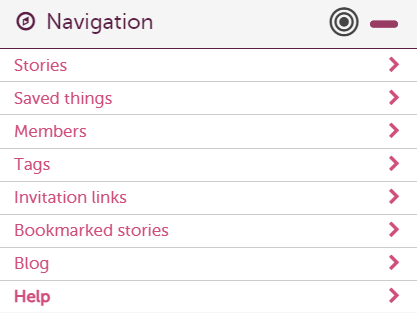 Navigation
Stories
Saved things
Members
Tags
Invitation links
Bookmarked stories
Blog
Help